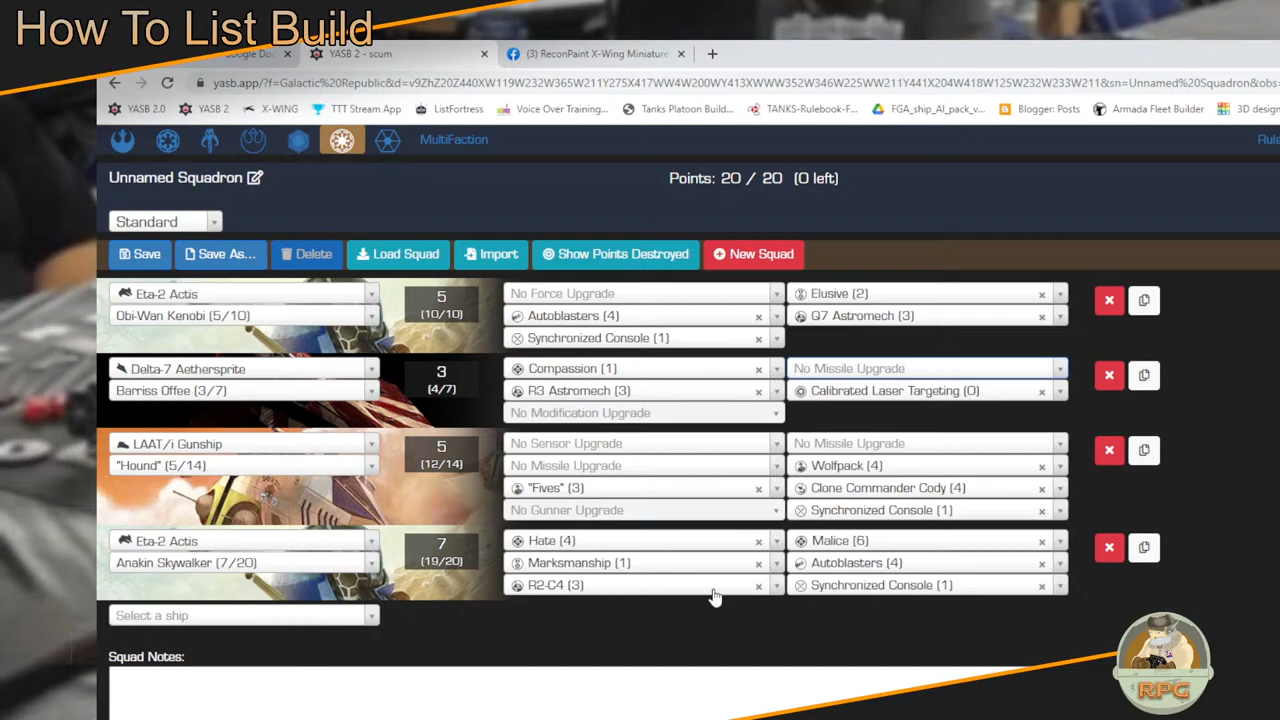 How To List Build
Google Doc
YASB 2 - scum
(3) ReconPaint X-Wing Miniature
yasb.app/?f=Galactic%20Republic&d=v9ZhZ20Z440XW119W232W365W211Y275X417WW4W200WY413XWWW352W346W225WW211Y441X204W418W125W232W233W211&sn=Unnamed%20Squadron&obs
YASB 2.0 YASB 2 X-WING TTT Stream App ListFortress Voice Over Training... Tanks Platoon Buil... TANKS-Rulebook-F... FGA_ship_AI_pack_v... Blogger: Posts Armada Fleet Builder 3D design
MultiFaction
Rule
Unnamed Squadron
Points: 20 / 20 (0 left)
Standard
Save Save As... Delete Load Squad Import Show Points Destroyed New Squad
Eta-2 Actis
Obi-Wan Kenobi (5/10)
5
(10/10)
No Force Upgrade
Elusive (2)
Autoblasters (4)
Q7 Astromech (3)
Synchronized Console (1)
Delta-7 Aethersprite
Barriss Offee (3/7)
3
(4/7)
Compassion (1)
No Missile Upgrade
R3 Astromech (3)
Calibrated Laser Targeting (0)
No Modification Upgrade
LAAT/i Gunship
"Hound" (5/14)
5
(12/14)
No Sensor Upgrade
No Missile Upgrade
No Missile Upgrade
Wolfpack (4)
"Fives" (3)
Clone Commander Cody (4)
No Gunner Upgrade
Synchronized Console (1)
Eta-2 Actis
Anakin Skywalker (7/20)
7
(19/20)
Hate (4)
Malice (6)
Marksmanship (1)
Autoblasters (4)
R2-C4 (3)
Synchronized Console (1)
Select a ship
Squad Notes:
RPG